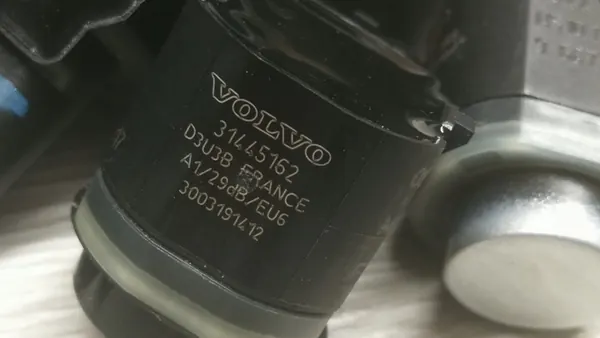 VOLVO
31445162
D3U3B FRANCE
A1/29dB/EU6
3003191412